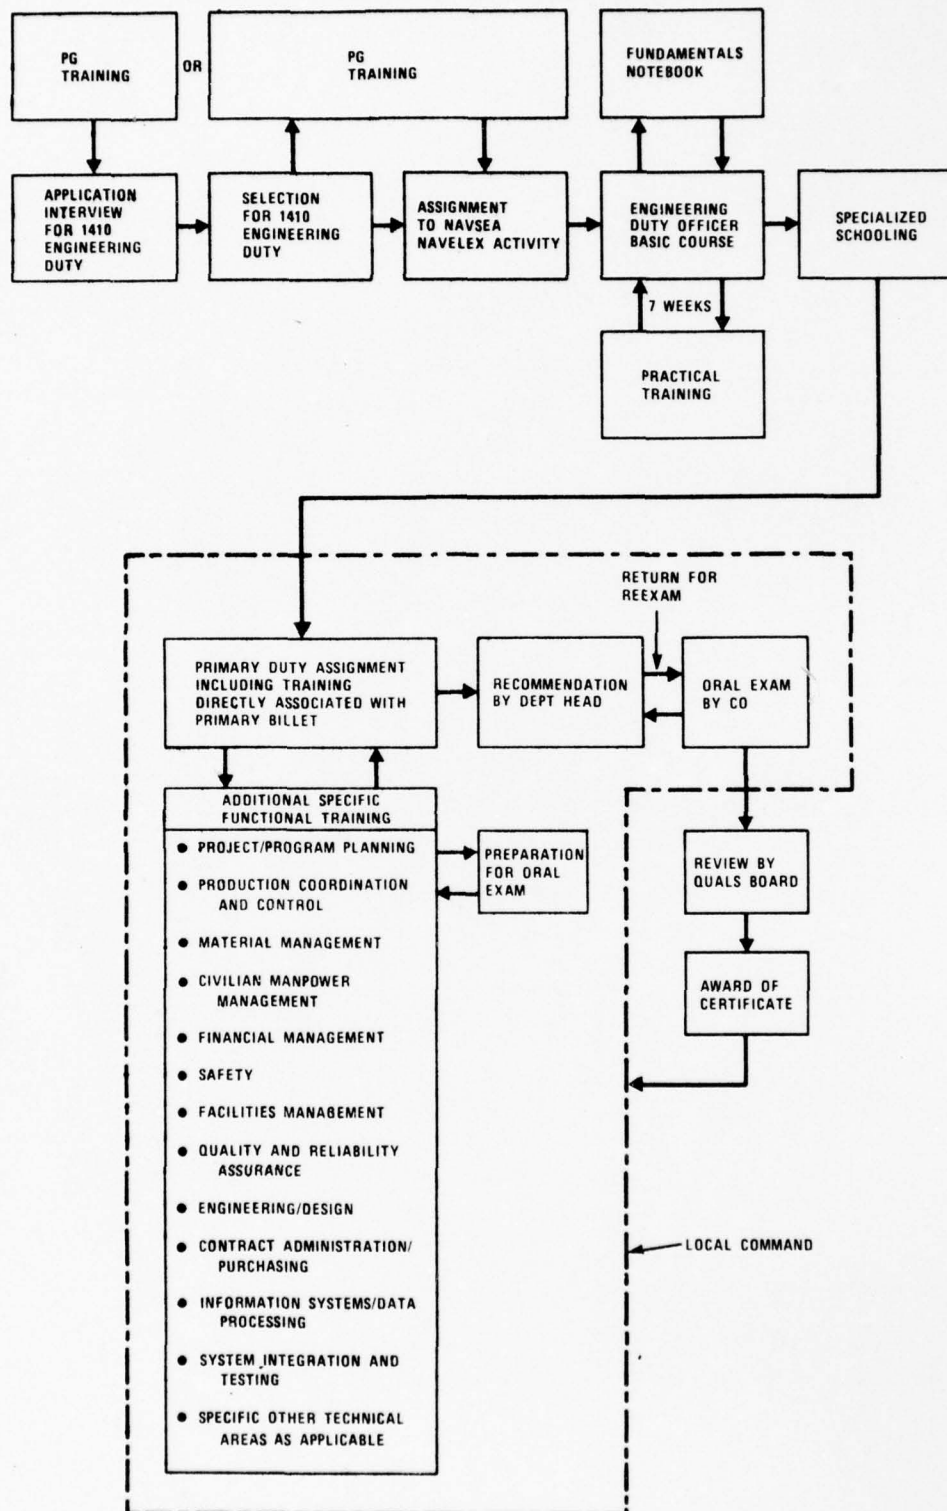 PG
TRAINING
OR
PG
TRAINING
FUNDAMENTALS
NOTEBOOK
APPLICATION
INTERVIEW
FOR 1410
ENGINEERING
DUTY
SELECTION
FOR 1410
ENGINEERING
DUTY
ASSIGNMENT
TO NAVSEA
NAVELEX ACTIVITY
ENGINEERING
DUTY OFFICER
BASIC COURSE
SPECIALIZED
SCHOOLING
7 WEEKS
PRACTICAL
TRAINING
RETURN FOR
REEXAM
PRIMARY DUTY ASSIGNMENT
INCLUDING TRAINING
DIRECTLY ASSOCIATED WITH
PRIMARY BILLET
RECOMMENDATION
BY DEPT HEAD
ORAL EXAM
BY CO
ADDITIONAL SPECIFIC
FUNCTIONAL TRAINING
● PROJECT/PROGRAM PLANNING
● PRODUCTION COORDINATION
AND CONTROL
● MATERIAL MANAGEMENT
● CIVILIAN MANPOWER
MANAGEMENT
● FINANCIAL MANAGEMENT
● SAFETY
● FACILITIES MANAGEMENT
● QUALITY AND RELIABILITY
ASSURANCE
● ENGINEERING/DESIGN
● CONTRACT ADMINISTRATION/
PURCHASING
● INFORMATION SYSTEMS/DATA
PROCESSING
● SYSTEM INTEGRATION AND
TESTING
● SPECIFIC OTHER TECHNICAL
AREAS AS APPLICABLE
PREPARATION
FOR ORAL
EXAM
REVIEW BY
QUALS BOARD
AWARD OF
CERTIFICATE
LOCAL COMMAND